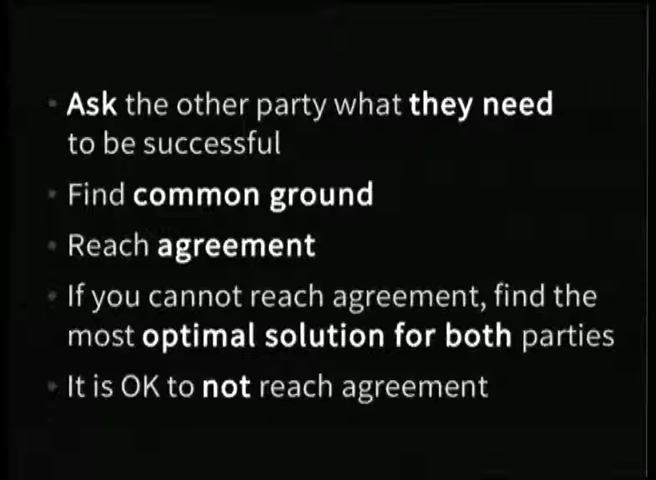 • Ask the other party what they need
to be successful
• Find common ground
• Reach agreement
• If you cannot reach agreement, find the
most optimal solution for both parties
• It is OK to not reach agreement